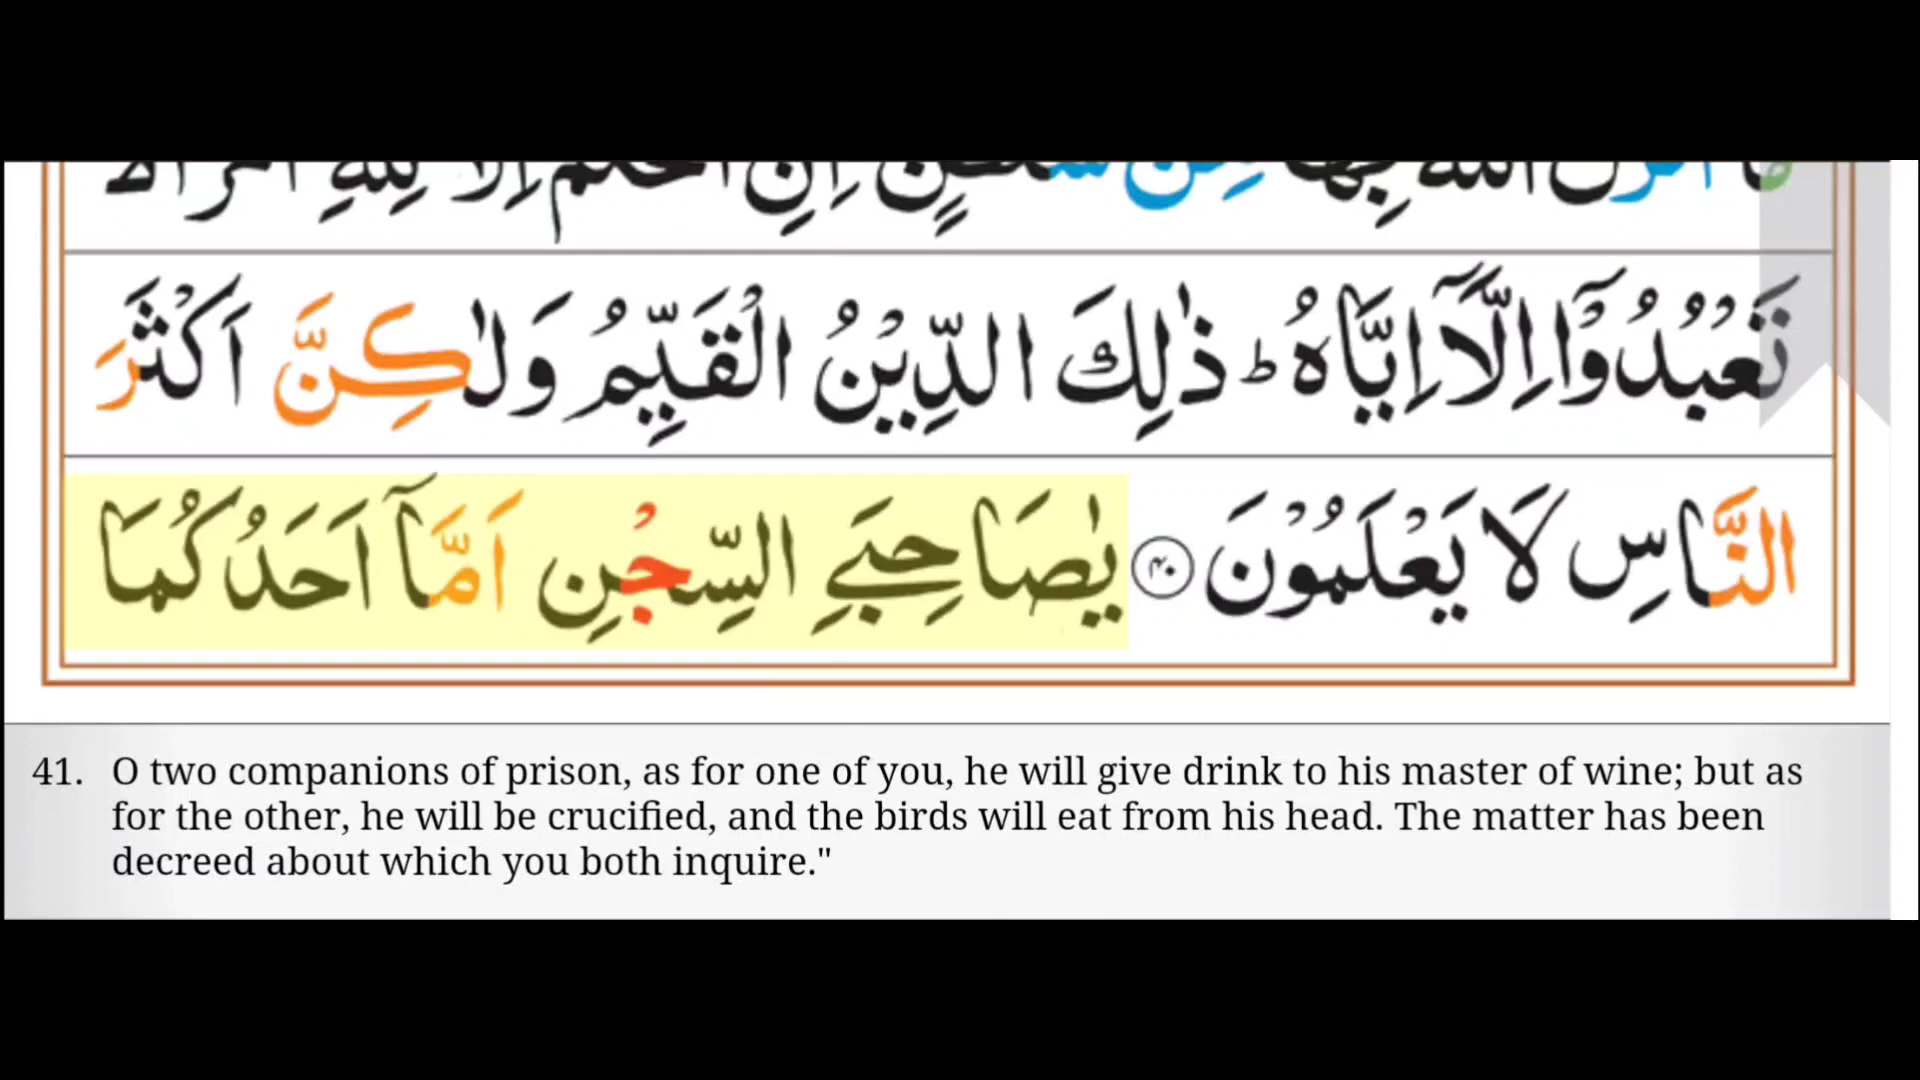 تَعْبُدُوْۤا اِلَّاۤ اِيَّاهُ ؕ ذٰلِكَ الدِّيْنُ الْقَيِّمُ وَلٰكِنَّ اَكْثَرَ
النَّاسِ لَا يَعْلَمُوْنَ ﴿۴۰﴾ يٰصَاحِبَيِ السِّجْنِ اَمَّاۤ اَحَدُكُمَا
41. O two companions of prison, as for one of you, he will give drink to his master of wine; but as
for the other, he will be crucified, and the birds will eat from his head. The matter has been
decreed about which you both inquire."